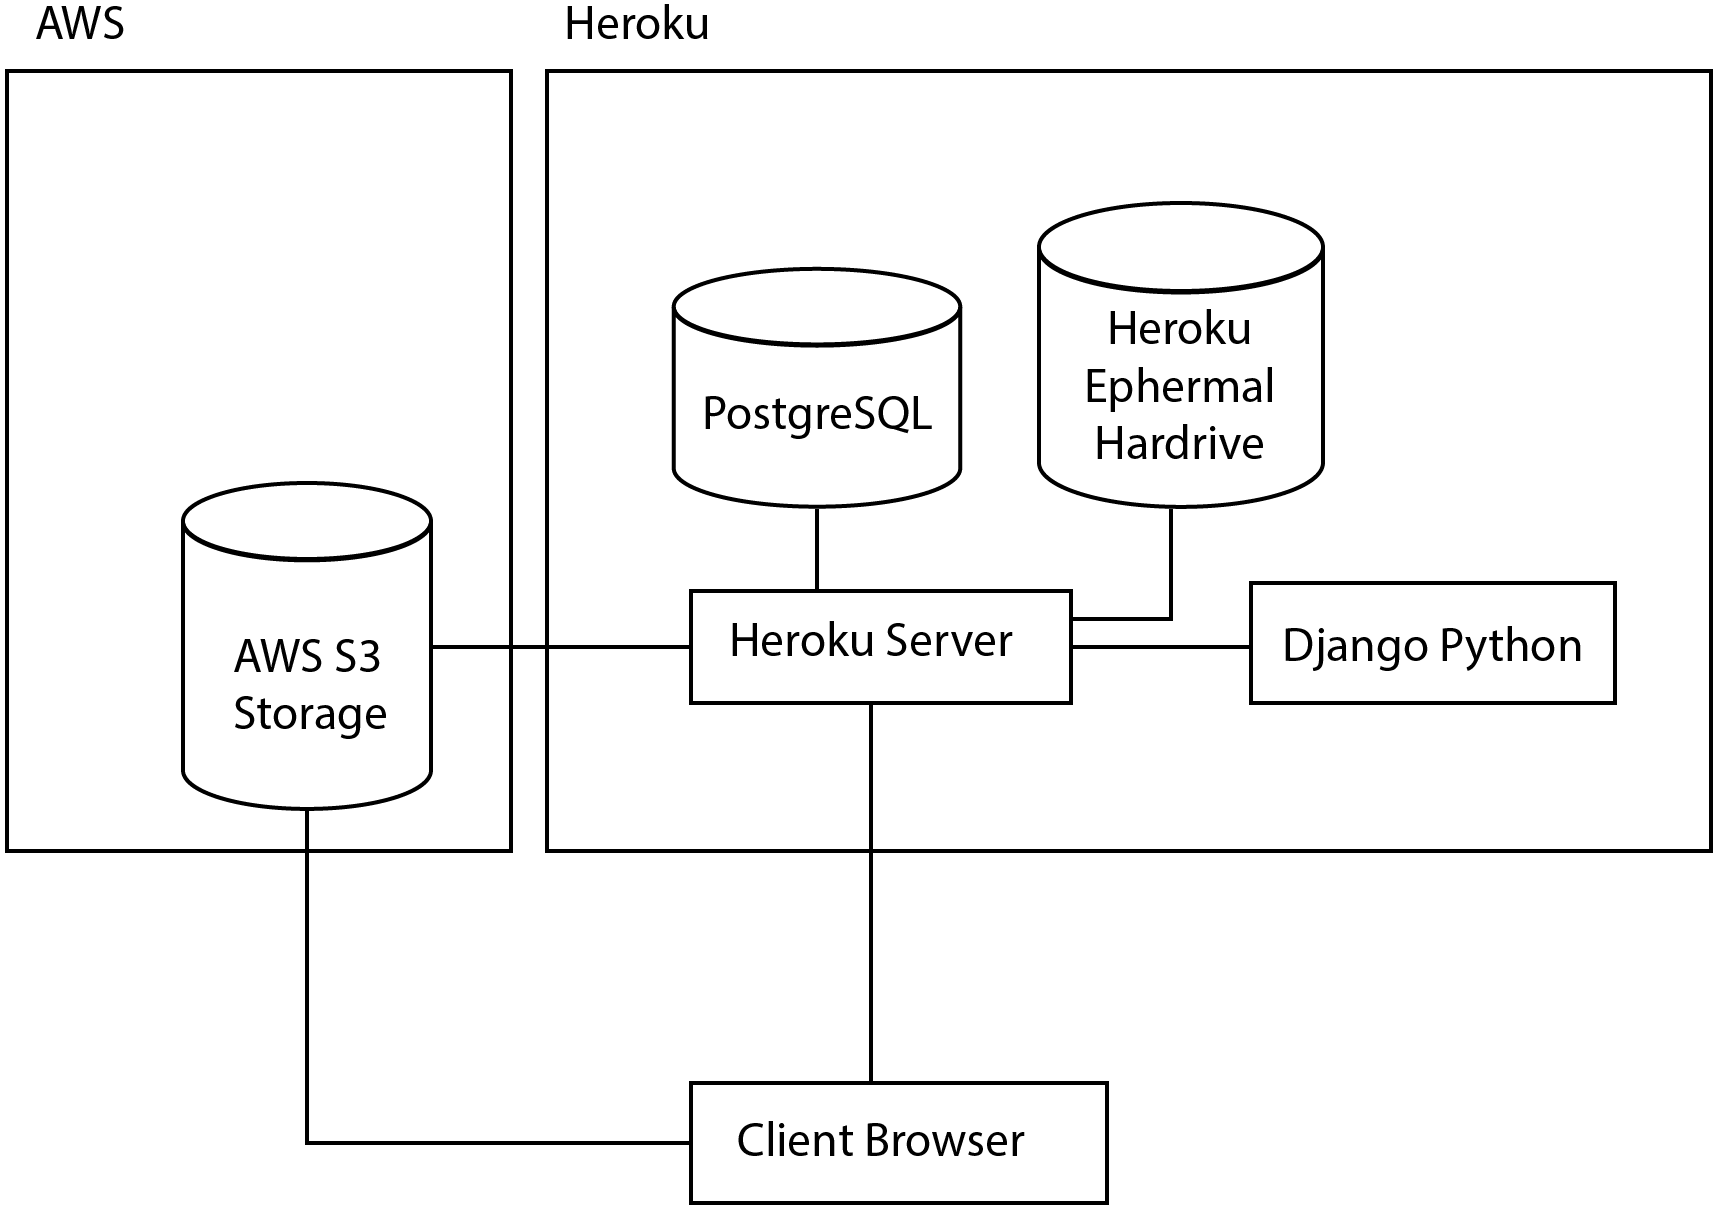 AWS
Heroku
Heroku
Ephermal
Hardrive
PostgreSQL
AWS S3
Storage
Heroku Server
Django Python
Client Browser